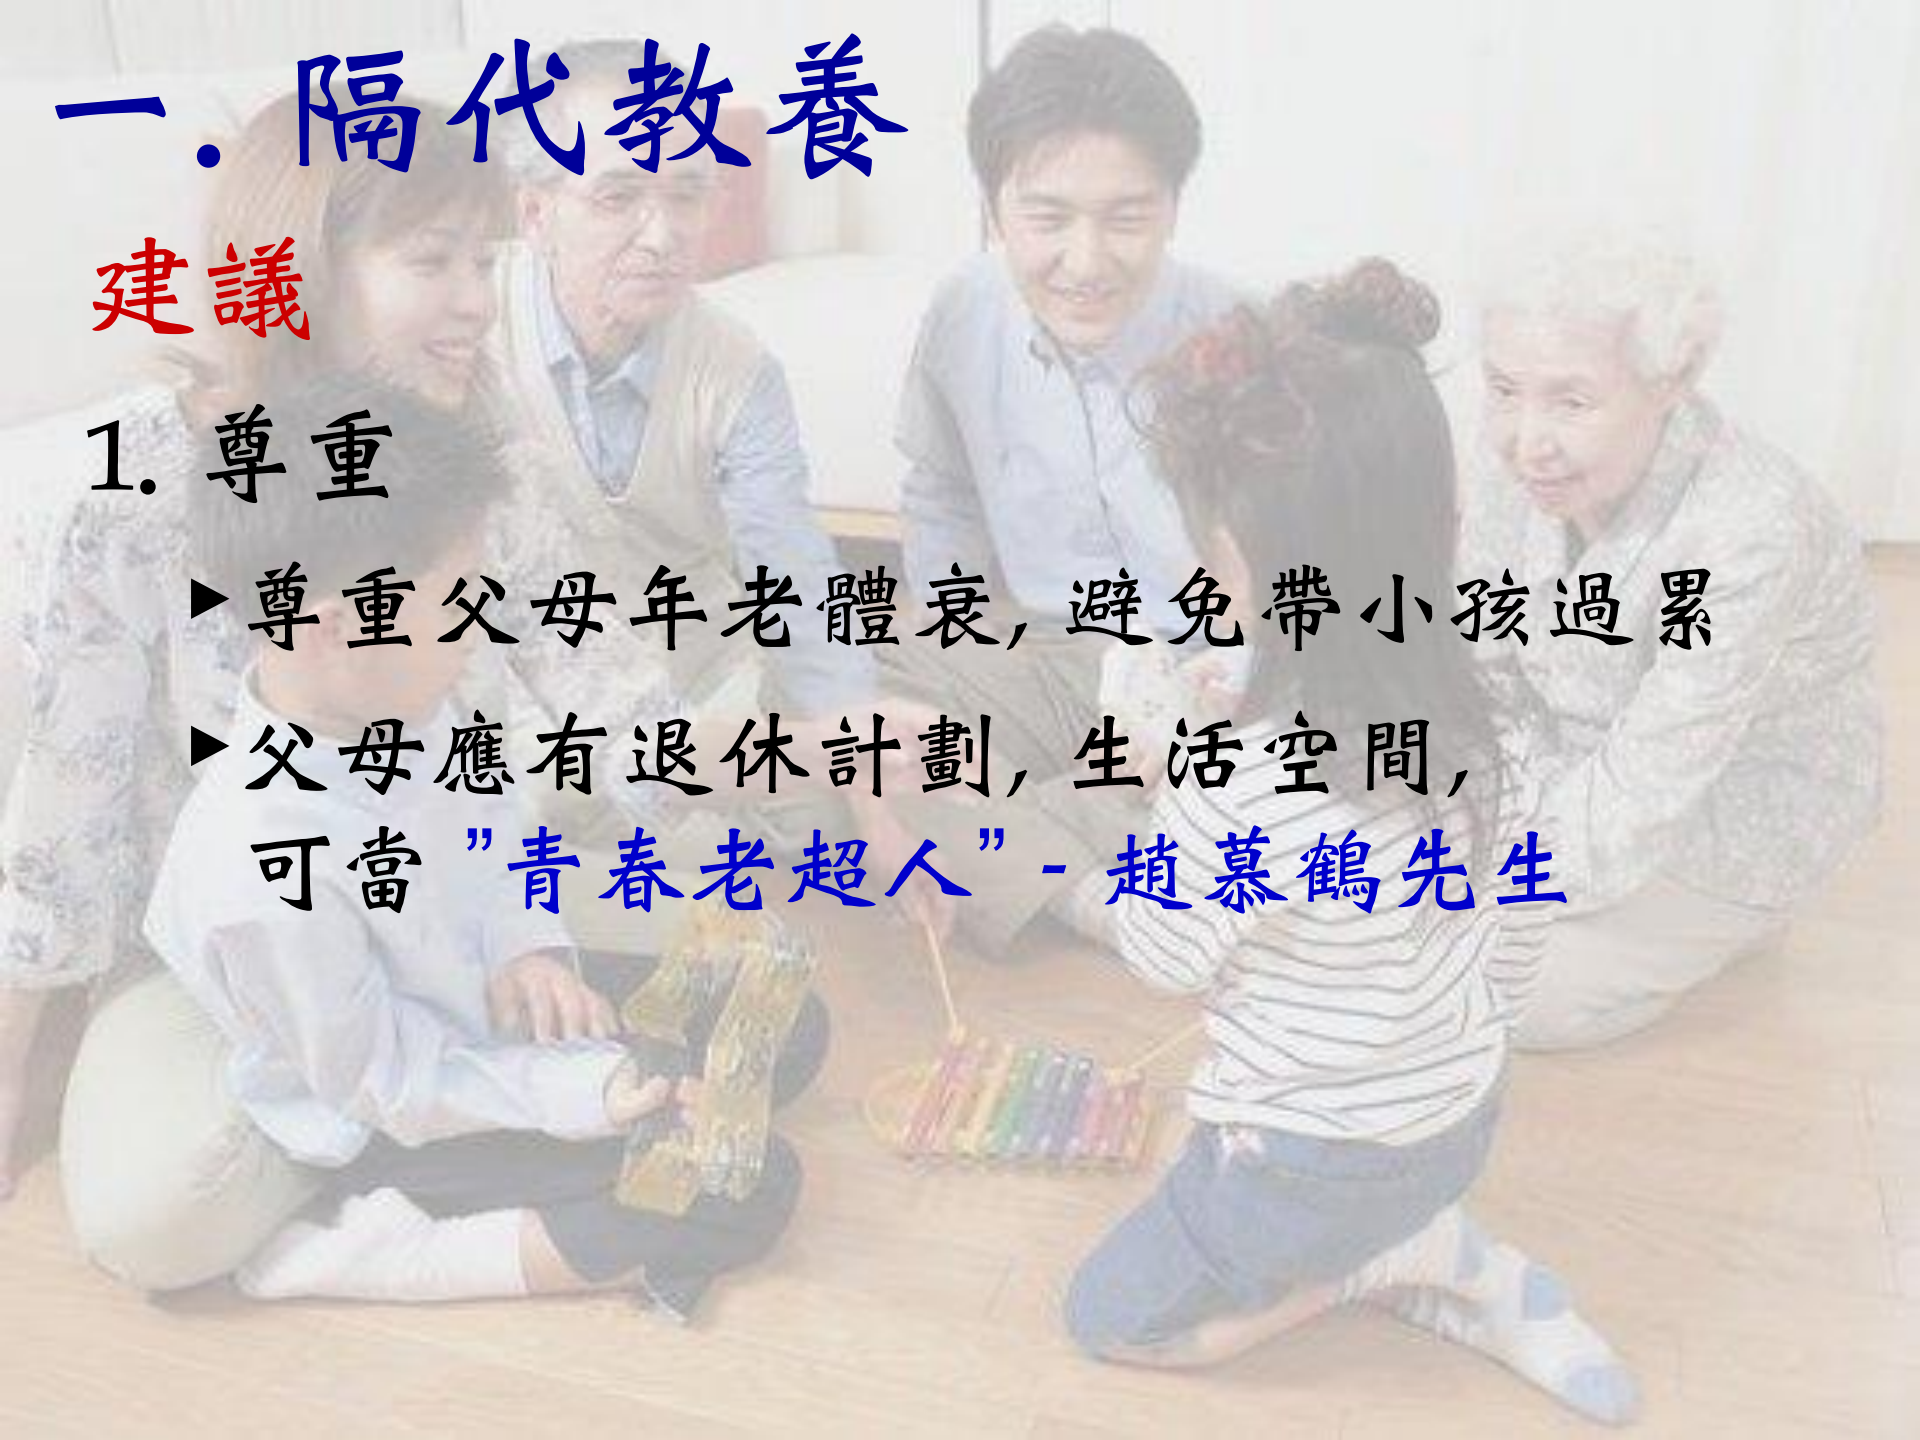 一. 隔代教養
建議
1. 尊重
▶尊重父母年老體衰, 避免帶小孩過累
▶父母應有退休計劃, 生活空間,
可當 ”青春老超人” - 趙慕鶴先生